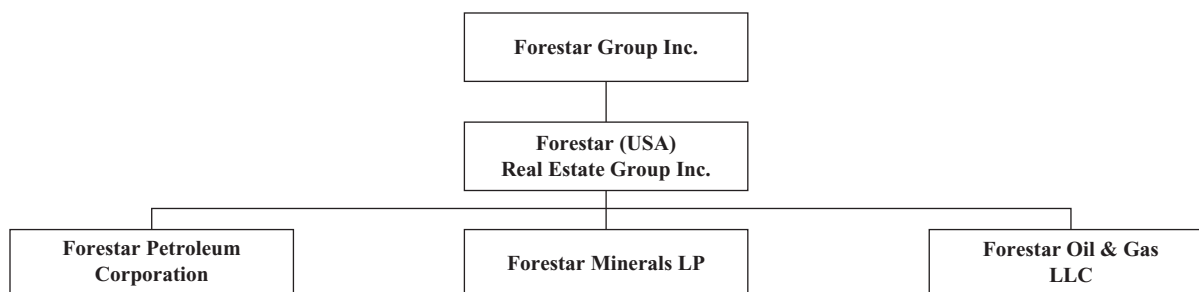 Forestar Group Inc.
Forestar (USA)
Real Estate Group Inc.
Forestar Petroleum
Corporation
Forestar Minerals LP
Forestar Oil & Gas
LLC